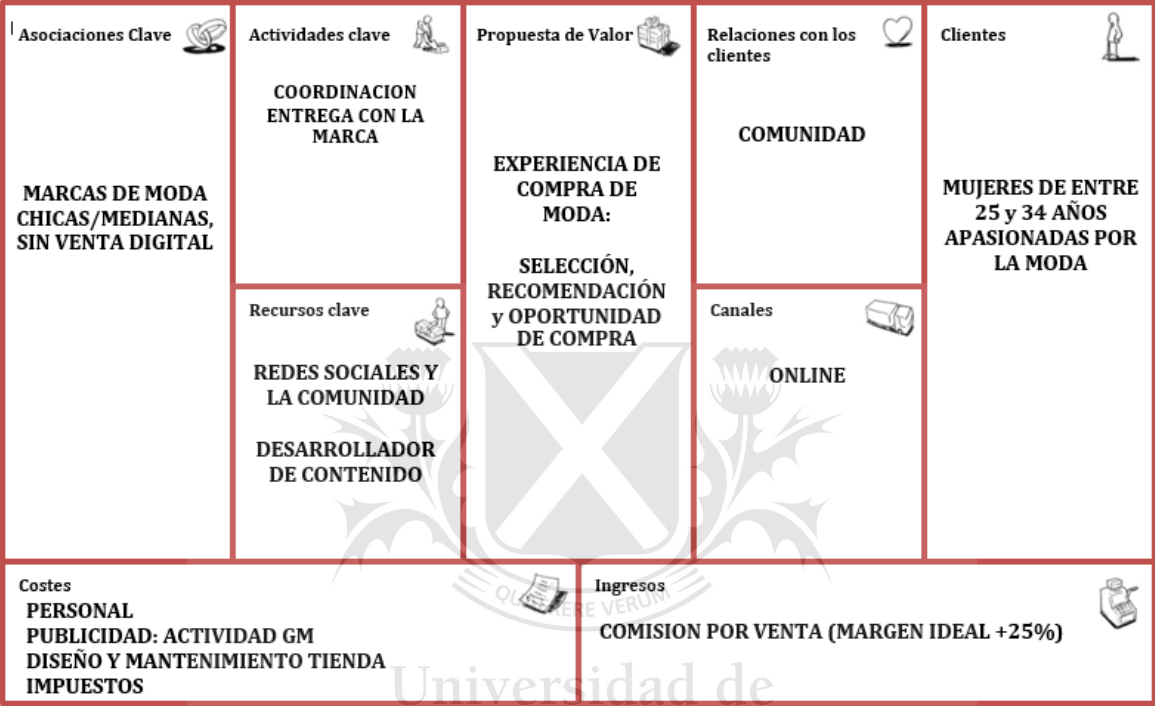 Asociaciones Clave
MARCAS DE MODA
CHICAS/MEDIANAS,
SIN VENTA DIGITAL
Actividades clave
COORDINACION
ENTREGA CON LA
MARCA
Recursos clave
REDES SOCIALES Y
LA COMUNIDAD
DESARROLLADOR
DE CONTENIDO
Propuesta de Valor
EXPERIENCIA DE
COMPRA DE
MODA:
SELECCIÓN,
RECOMENDACIÓN
y OPORTUNIDAD
DE COMPRA
Relaciones con los
clientes
COMUNIDAD
Canales
ONLINE
Clientes
MUJERES DE ENTRE
25 y 34 AÑOS
APASIONADAS POR
LA MODA
Costes
PERSONAL
PUBLICIDAD: ACTIVIDAD GM
DISEÑO Y MANTENIMIENTO TIENDA
IMPUESTOS
Ingresos
COMISION POR VENTA (MARGEN IDEAL +25%)
VERUM
Universidad de